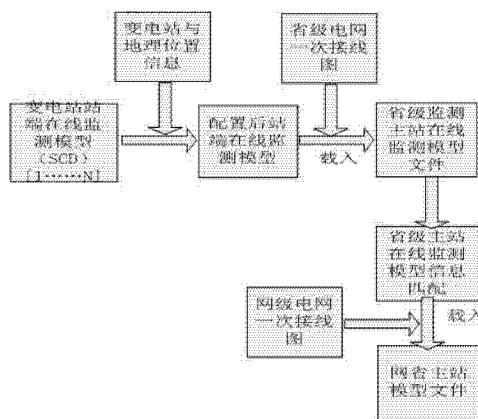 变电站与
地理位置
信息
省级电网
一次接线
图
变电站站
端在线监
测模型
(SCD)
[1……N]
配置后站
端在线监
测模型
载入
省级监测
主站在线
监测模型
文件
省级主站
在线监测
模型信息
匹配
网级电网
一次接线
图
载入
网省主站
模型文件